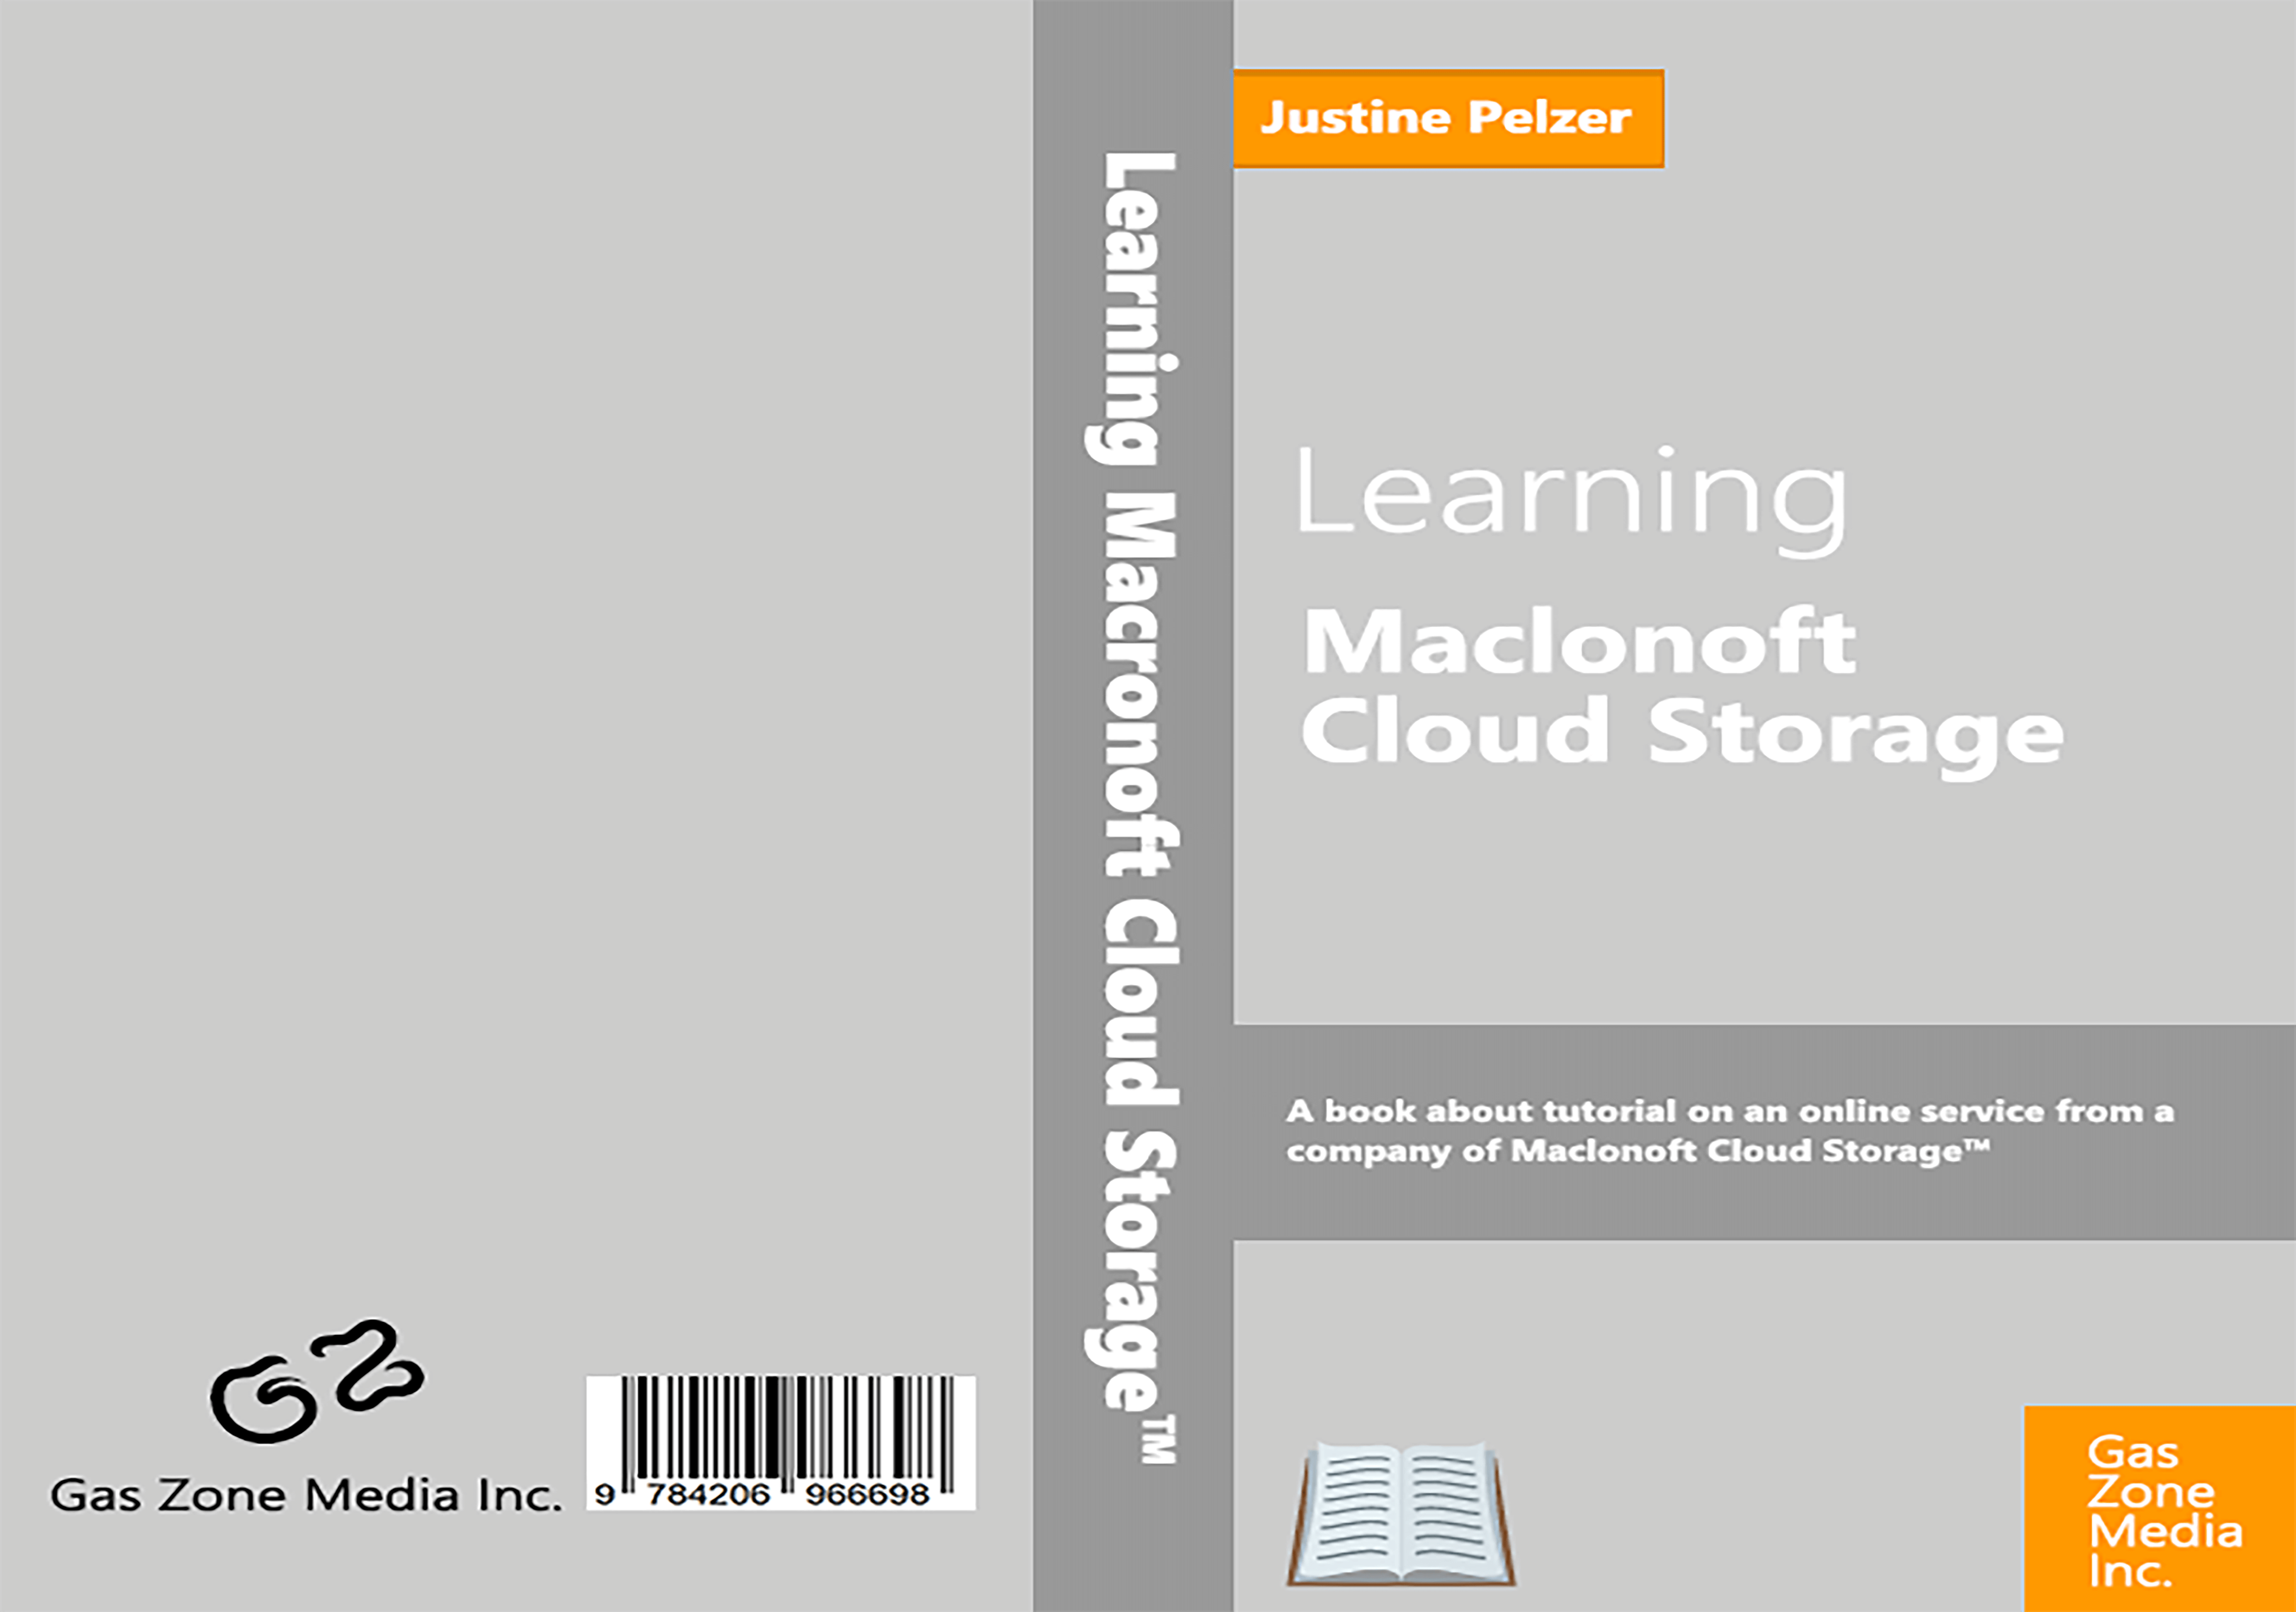 Gas Zone Media Inc.
9 784206 966698
Learning Macronoft Cloud Storage™
Justine Pelzer
Learning
Maclonoft
Cloud Storage
A book about tutorial on an online service from a
company of Maclonoft Cloud Storage™
Gas
Zone
Media
Inc.